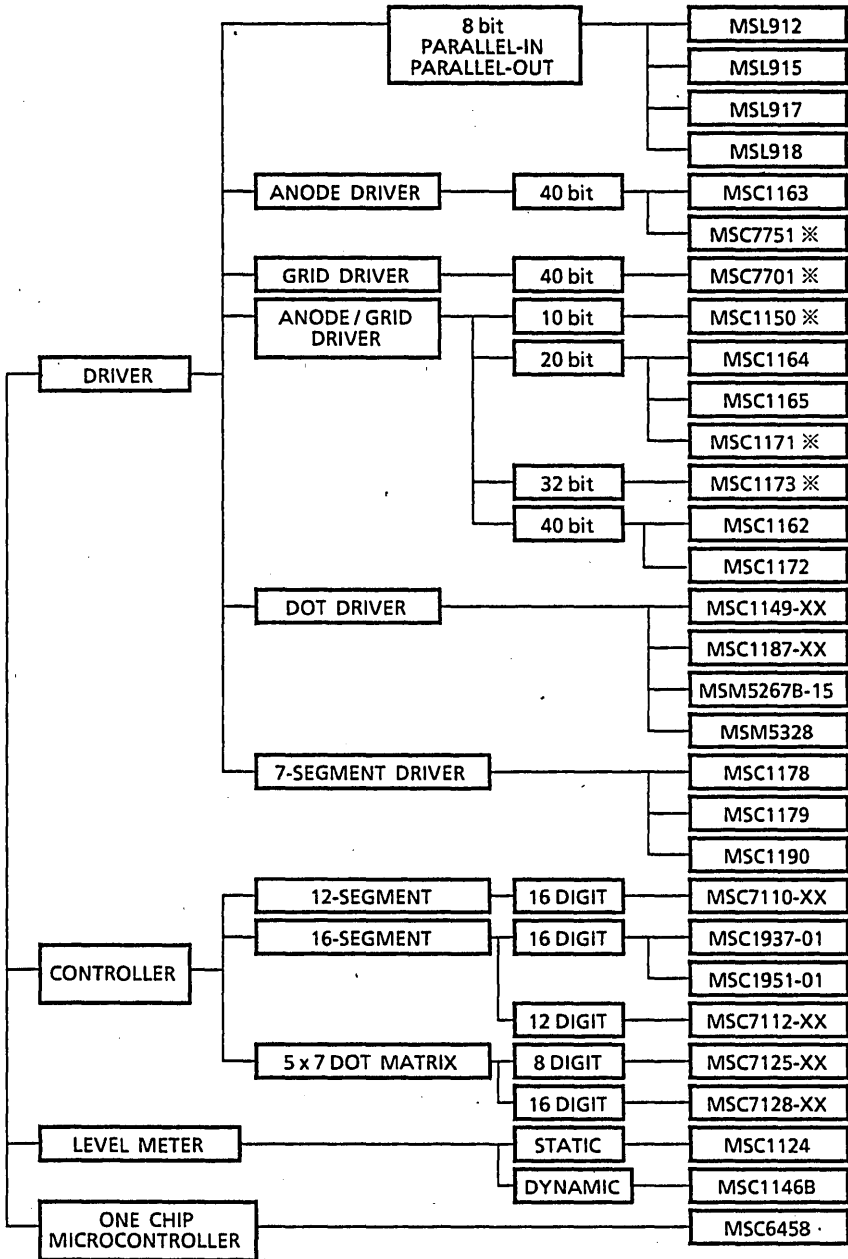 8 bit
PARALLEL-IN
PARALLEL-OUT
MSL912
MSL915
MSL917
MSL918
ANODE DRIVER
40 bit
MSC1163
MSC7751 ※
GRID DRIVER
40 bit
MSC7701 ※
ANODE / GRID
DRIVER
10 bit
MSC1150 ※
DRIVER
20 bit
MSC1164
MSC1165
MSC1171 ※
32 bit
MSC1173 ※
40 bit
MSC1162
MSC1172
DOT DRIVER
MSC1149-XX
MSC1187-XX
MSM5267B-15
MSM5328
7-SEGMENT DRIVER
MSC1178
MSC1179
MSC1190
12-SEGMENT
16 DIGIT
MSC7110-XX
16-SEGMENT
16 DIGIT
MSC1937-01
CONTROLLER
MSC1951-01
12 DIGIT
MSC7112-XX
5 x 7 DOT MATRIX
8 DIGIT
MSC7125-XX
16 DIGIT
MSC7128-XX
LEVEL METER
STATIC
MSC1124
DYNAMIC
MSC1146B
ONE CHIP
MICROCONTROLLER
MSC6458